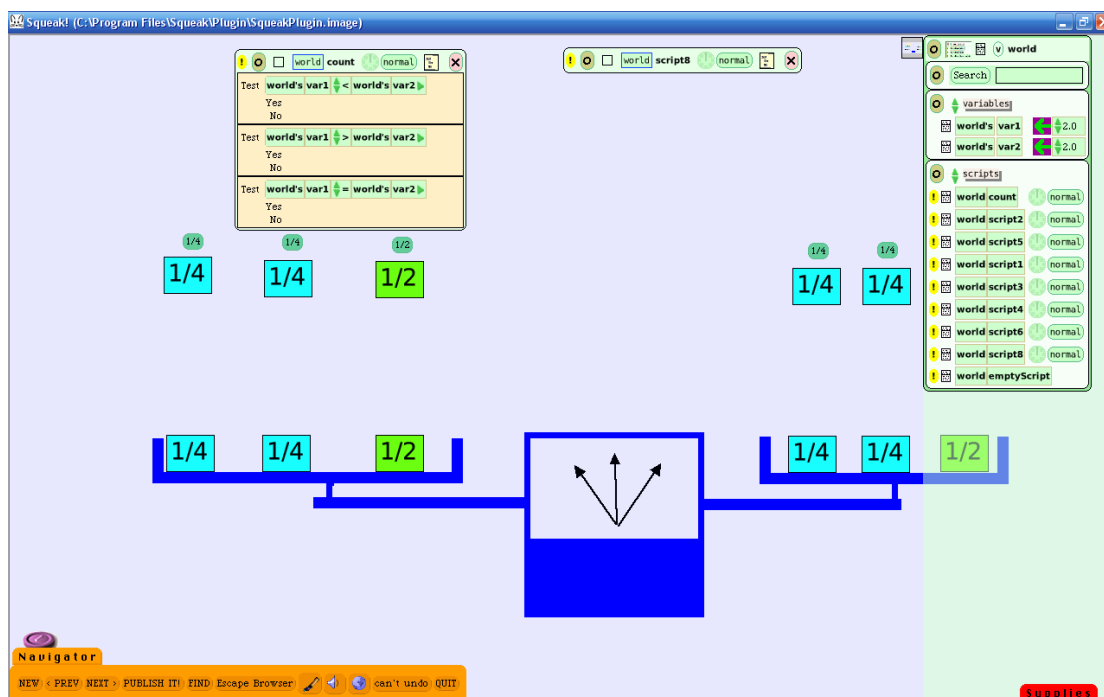 Squeak! (C:\Program Files\Squeak\Plugin\SqueakPlugin.image)
! world count normal
Test world's var1 < world's var2
Yes
No
Test world's var1 > world's var2
Yes
No
Test world's var1 = world's var2
Yes
No
! world script8 normal
v world
Search
variables
world's var1 2.0
world's var2 2.0
scripts
! world count normal
! world script2 normal
! world script5 normal
! world script1 normal
! world script3 normal
! world script4 normal
! world script6 normal
! world script8 normal
! world emptyScript
1/4 1/4 1/2 1/4 1/4
1/4 1/4 1/2 1/4 1/4
1/4 1/4 1/2 1/4 1/4 1/2
Navigator
NEW < PREV NEXT > PUBLISH IT! FIND Escape Browser can't undo QUIT
Supplies